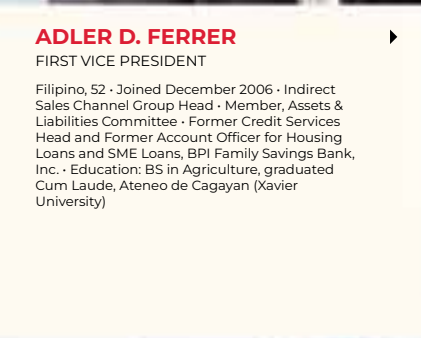 ADLER D. FERRER
FIRST VICE PRESIDENT
Filipino, 52 • Joined December 2006 • Indirect
Sales Channel Group Head • Member, Assets &
Liabilities Committee • Former Credit Services
Head and Former Account Officer for Housing
Loans and SME Loans, BPI Family Savings Bank,
Inc. • Education: BS in Agriculture, graduated
Cum Laude, Ateneo de Cagayan (Xavier
University)